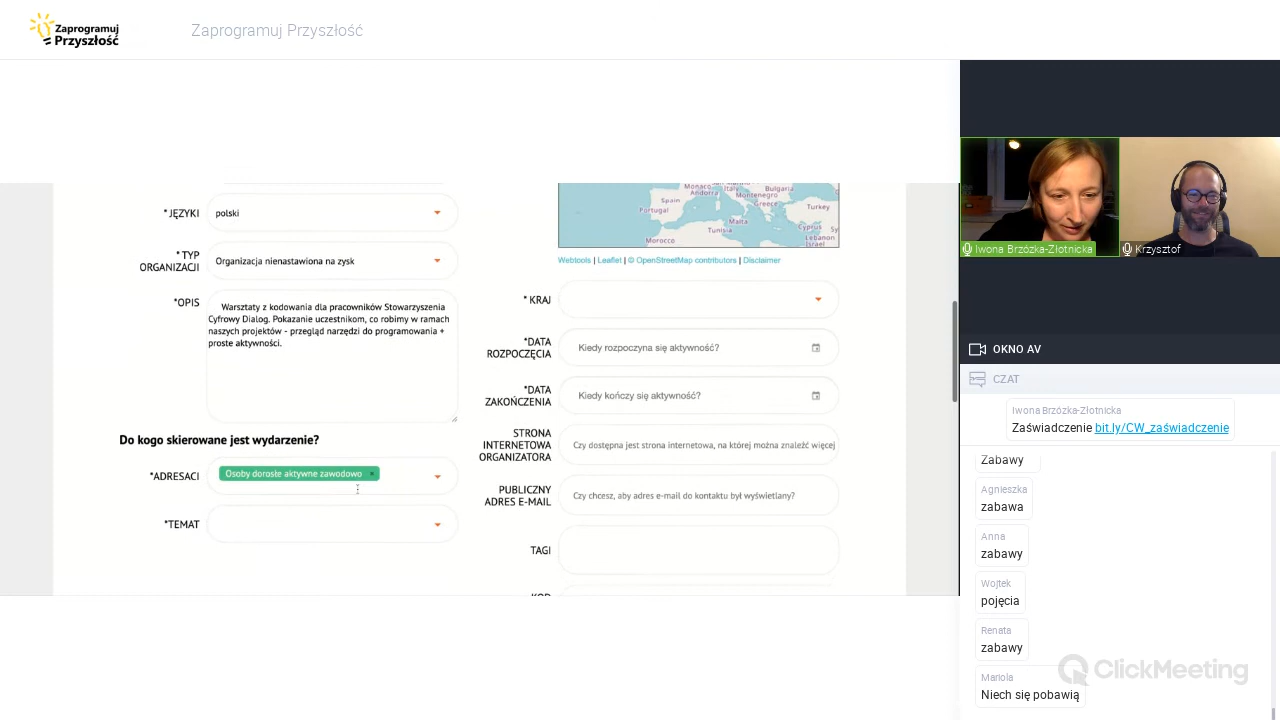 Zaprogramuj
Przyszłość
Zaprogramuj Przyszłość
* JĘZYKI
polski
* TYP
ORGANIZACJI
Organizacja nienastawiona na zysk
*OPIS
Warsztaty z kodowania dla pracowników Stowarzyszenia
Cyfrowy Dialog. Pokazanie uczestnikom, co robimy w ramach
naszych projektów - przegląd narzędzi do programowania +
proste aktywności.
Do kogo skierowane jest wydarzenie?
*ADRESACI
Osoby dorosłe aktywne zawodowo ×
*TEMAT
Monaco
Andorra
Bulgaria
Spain
Montenegro
Portugal
Greece
Turkey
Malta
Tunisia
Cyprus
Lebanon
Morocco
Israel
Webtools | Leaflet | © OpenStreetMap contributors | Disclaimer
* KRAJ
*DATA
ROZPOCZĘCIA
Kiedy rozpoczyna się aktywność?
*DATA
ZAKOŃCZENIA
Kiedy kończy się aktywność?
STRONA
INTERNETOWA
ORGANIZATORA
Czy dostępna jest strona internetowa, na której można znaleźć więcej
PUBLICZNY
ADRES E-MAIL
Czy chcesz, aby adres e-mail do kontaktu był wyświetlany?
TAGI
KOD
Iwona Brzózka-Złotnicka
Krzysztof
OKNO AV
CZAT
Iwona Brzózka-Złotnicka
Zaświadczenie bit.ly/CW_zaświadczenie
Zabawy
Agnieszka
zabawa
Anna
zabawy
Wojtek
pojęcia
Renata
zabawy
Mariola
Niech się pobawią
ClickMeeting